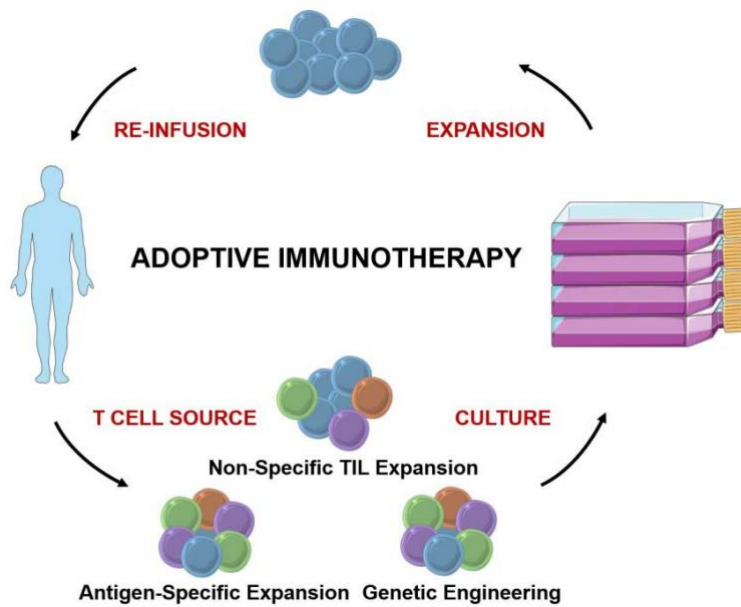 RE-INFUSION
EXPANSION
ADOPTIVE IMMUNOTHERAPY
T CELL SOURCE
CULTURE
Non-Specific TIL Expansion
Antigen-Specific Expansion
Genetic Engineering